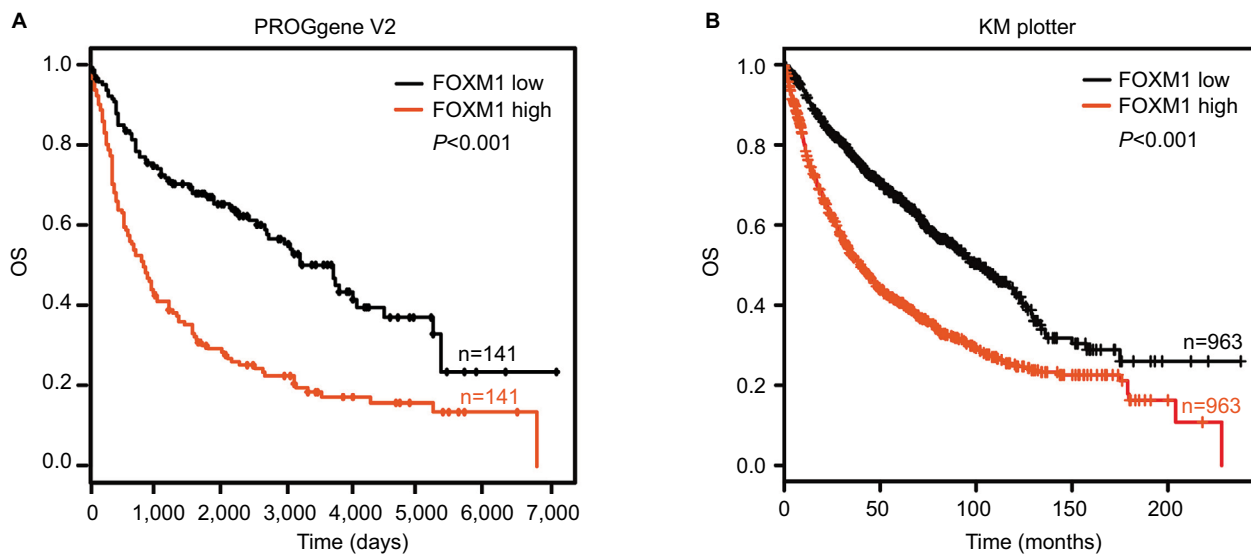 A
PROGgene V2
OS
1.0
0.8
0.6
0.4
0.2
0.0
FOXM1 low
FOXM1 high
P<0.001
n=141
n=141
0 1,000 2,000 3,000 4,000 5,000 6,000 7,000
Time (days)
B
KM plotter
OS
1.0
0.8
0.6
0.4
0.2
0.0
FOXM1 low
FOXM1 high
P<0.001
n=963
n=963
0 50 100 150 200
Time (months)